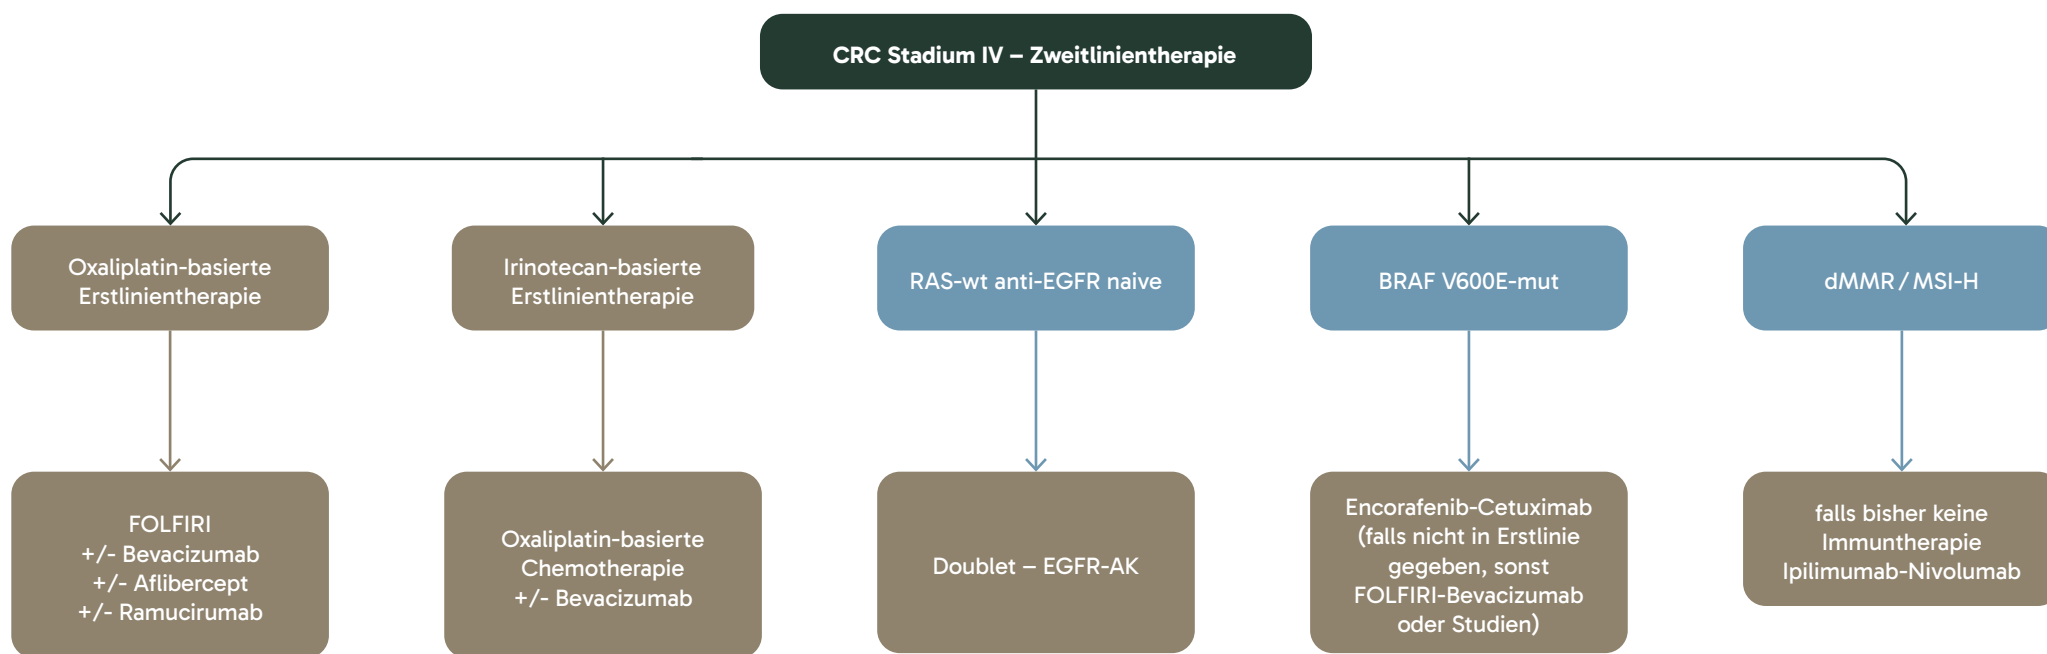 CRC Stadium IV – Zweitlinientherapie
Oxaliplatin-basierte
Erstlinientherapie
Irinotecan-basierte
Erstlinientherapie
RAS-wt anti-EGFR naive
BRAF V600E-mut
dMMR / MSI-H
FOLFIRI
+/- Bevacizumab
+/- Aflibercept
+/- Ramucirumab
Oxaliplatin-basierte
Chemotherapie
+/- Bevacizumab
Doublet – EGFR-AK
Encorafenib-Cetuximab
(falls nicht in Erstlinie
gegeben, sonst
FOLFIRI-Bevacizumab
oder Studien)
falls bisher keine
Immuntherapie
Ipilimumab-Nivolumab